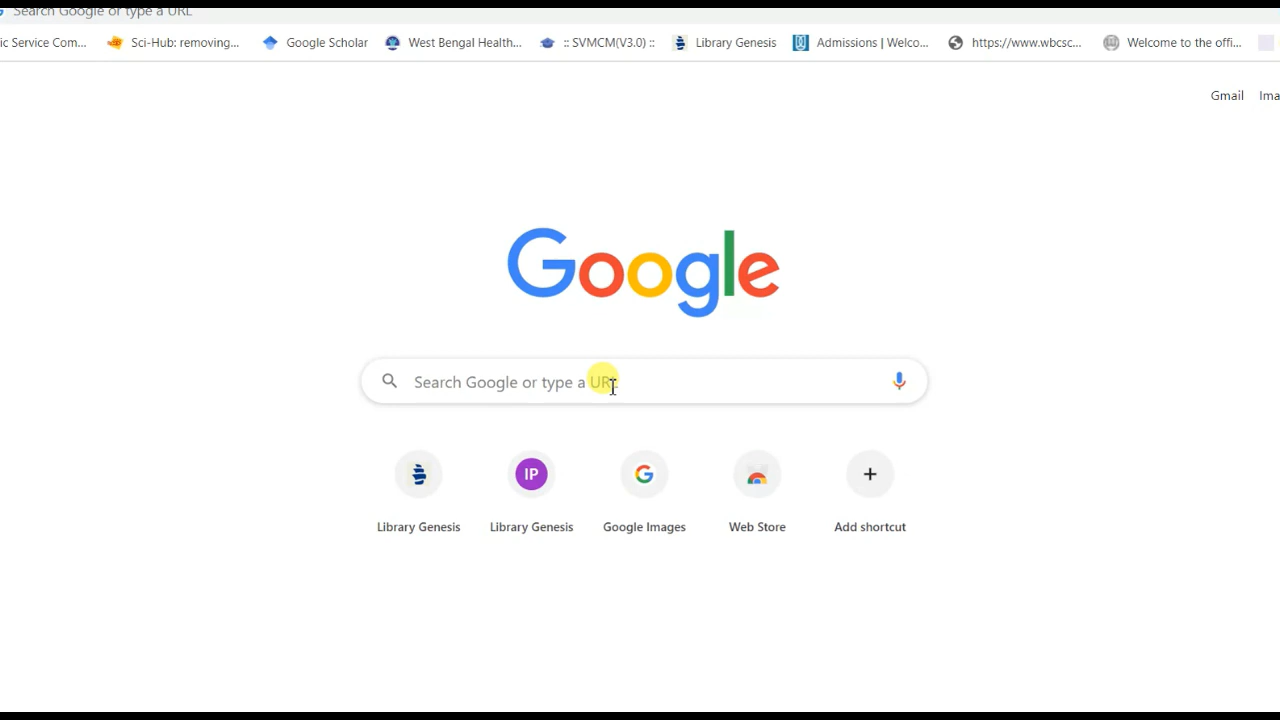 Search Google or type a URL
ic Service Com... Sci-Hub: removing... Google Scholar West Bengal Health... :: SVMCM(V3.0) :: Library Genesis Admissions | Welco... https://www.wbcsc... Welcome to the offi...
Gmail Ima
Google
Search Google or type a URL
IP
Library Genesis Library Genesis Google Images Web Store Add shortcut